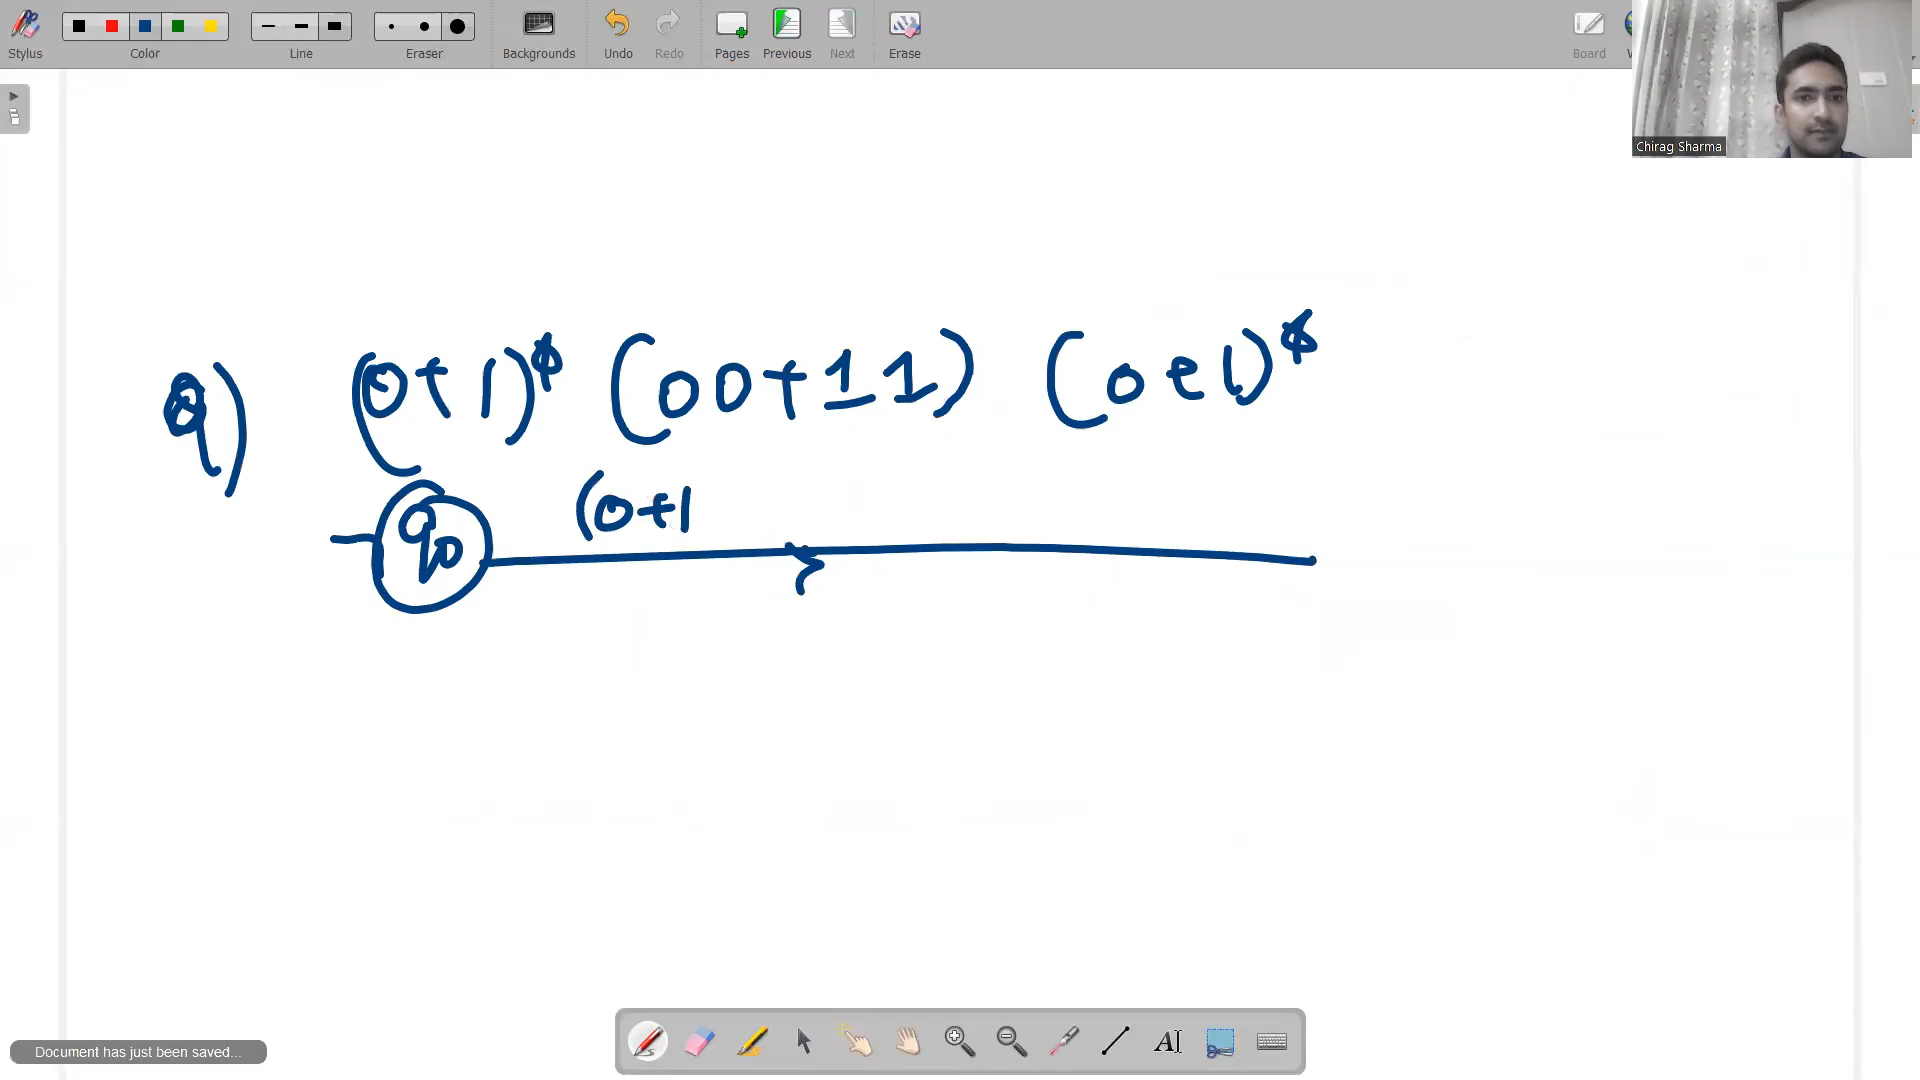 Stylus Color Line Eraser Backgrounds Undo Redo Pages Previous Next Erase Board
Chirag Sharma
Q) (0+1)* (00+11) (0+1)*
(0+1
q0
Document has just been saved...